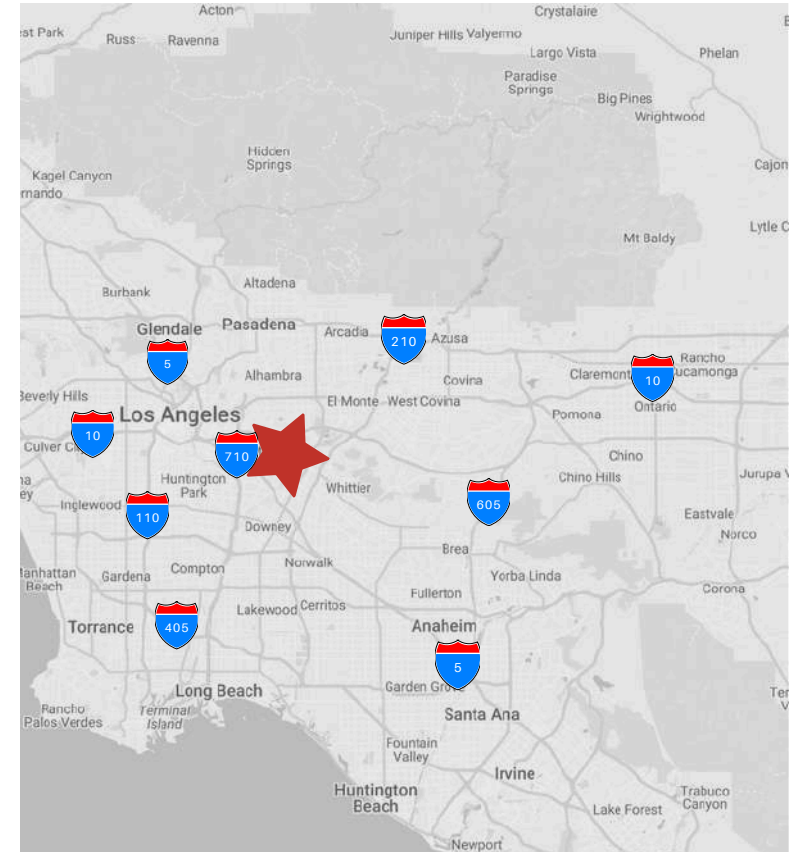 Acton
Crystalaire
est Park
Russ
Ravenna
Juniper Hills
Valyermo
Largo Vista
Phelan
Paradise
Springs
Big Pines
Wrightwood
Hidden
Springs
Cajon
Kagel Canyon
rnando
Lytle C
Mt Baldy
Altadena
Burbank
Glendale
Pasadena
Arcadia
210
Azusa
5
Rancho
Cucamonga
Alhambra
Claremont
10
Covina
Beverly Hills
El Monte
West Covina
Ontario
Los Angeles
Pomona
10
Culver Ci
710
Chino
Huntington
Park
Whittier
Chino Hills
Jurupa V
ey
Inglewood
110
605
Eastvale
Downey
Norco
Brea
Manhattan
Beach
Gardena
Compton
Norwalk
Yorba Linda
Corona
Fullerton
Lakewood
Cerritos
Torrance
405
Anaheim
5
Garden Grove
Long Beach
Rancho
Palos Verdes
Terminal
Island
Santa Ana
Fountain
Valley
Irvine
Huntington
Beach
Trabuco
Canyon
Lake Forest
Newport